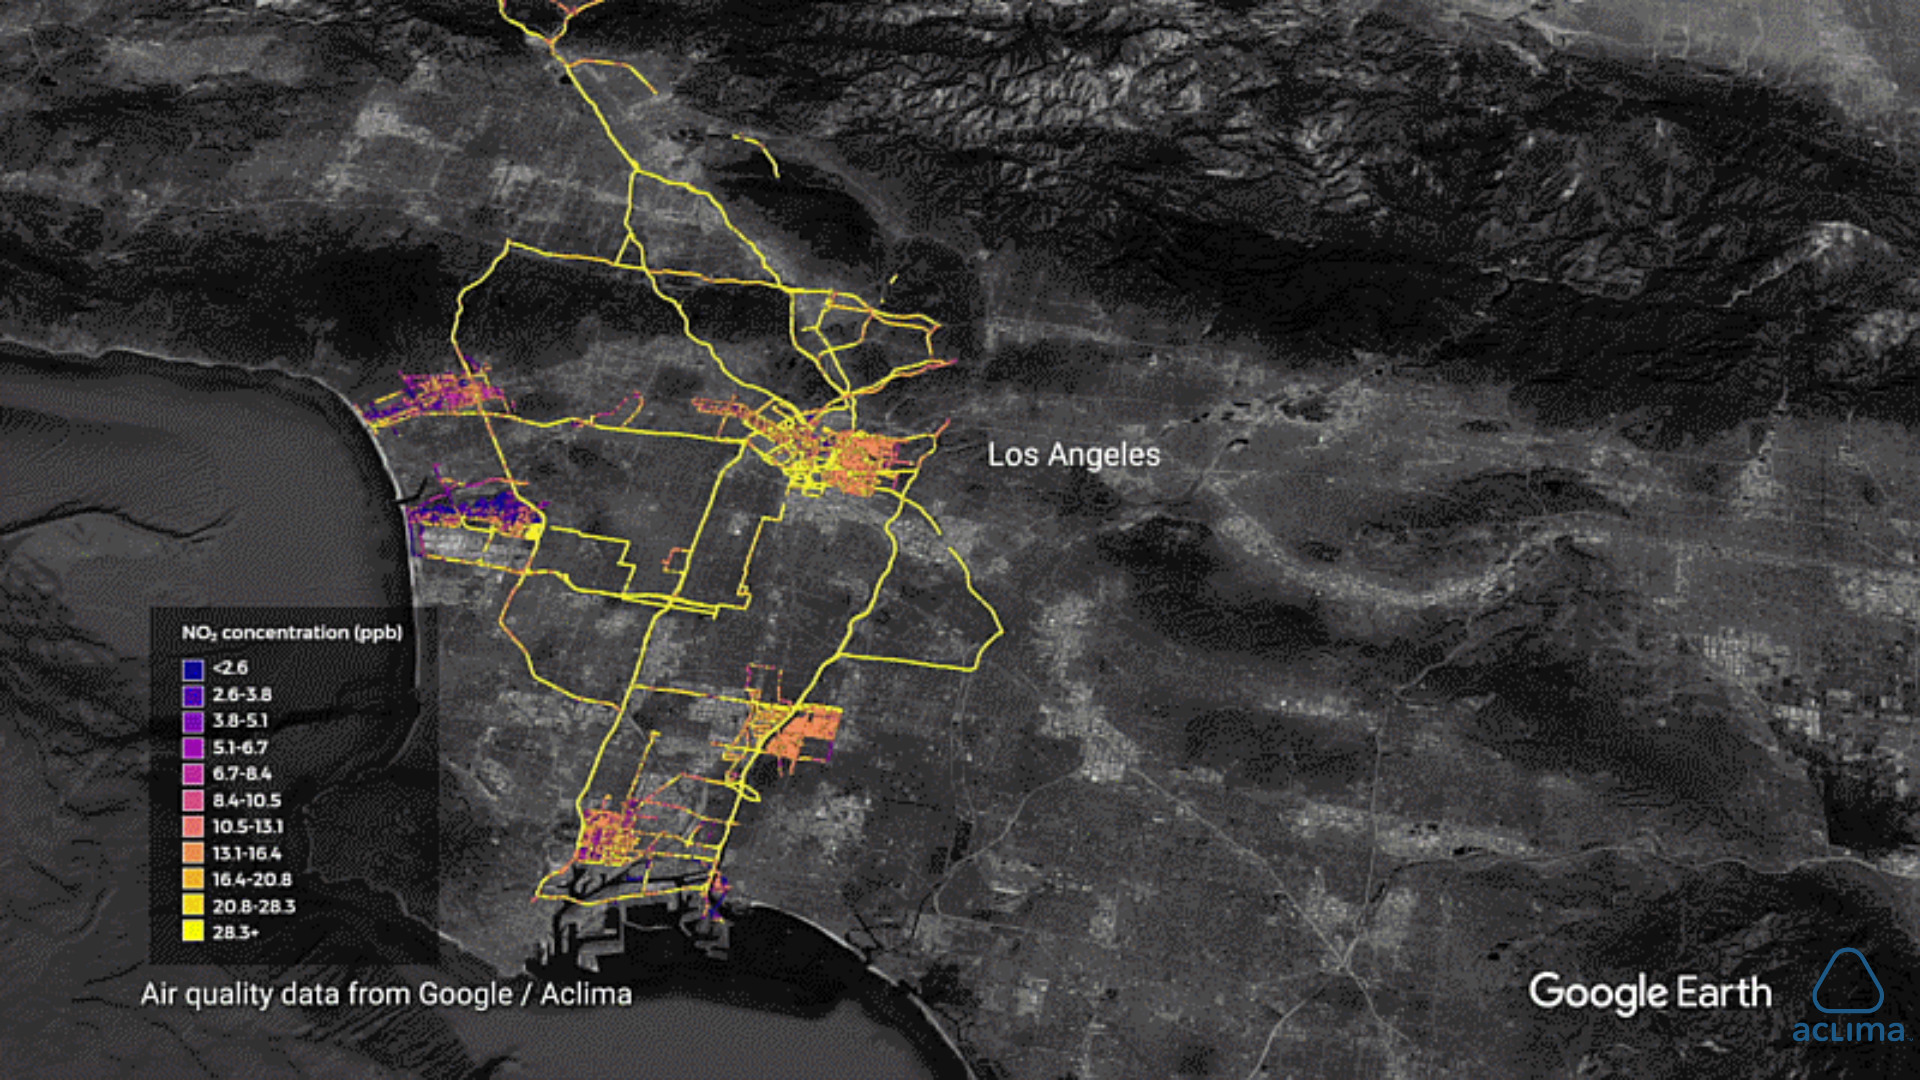 Los Angeles
NO₂ concentration (ppb)
<2.6
2.6-3.8
3.8-5.1
5.1-6.7
6.7-8.4
8.4-10.5
10.5-13.1
13.1-16.4
16.4-20.8
20.8-28.3
28.3+
Air quality data from Google / Aclima
Google Earth
aclima